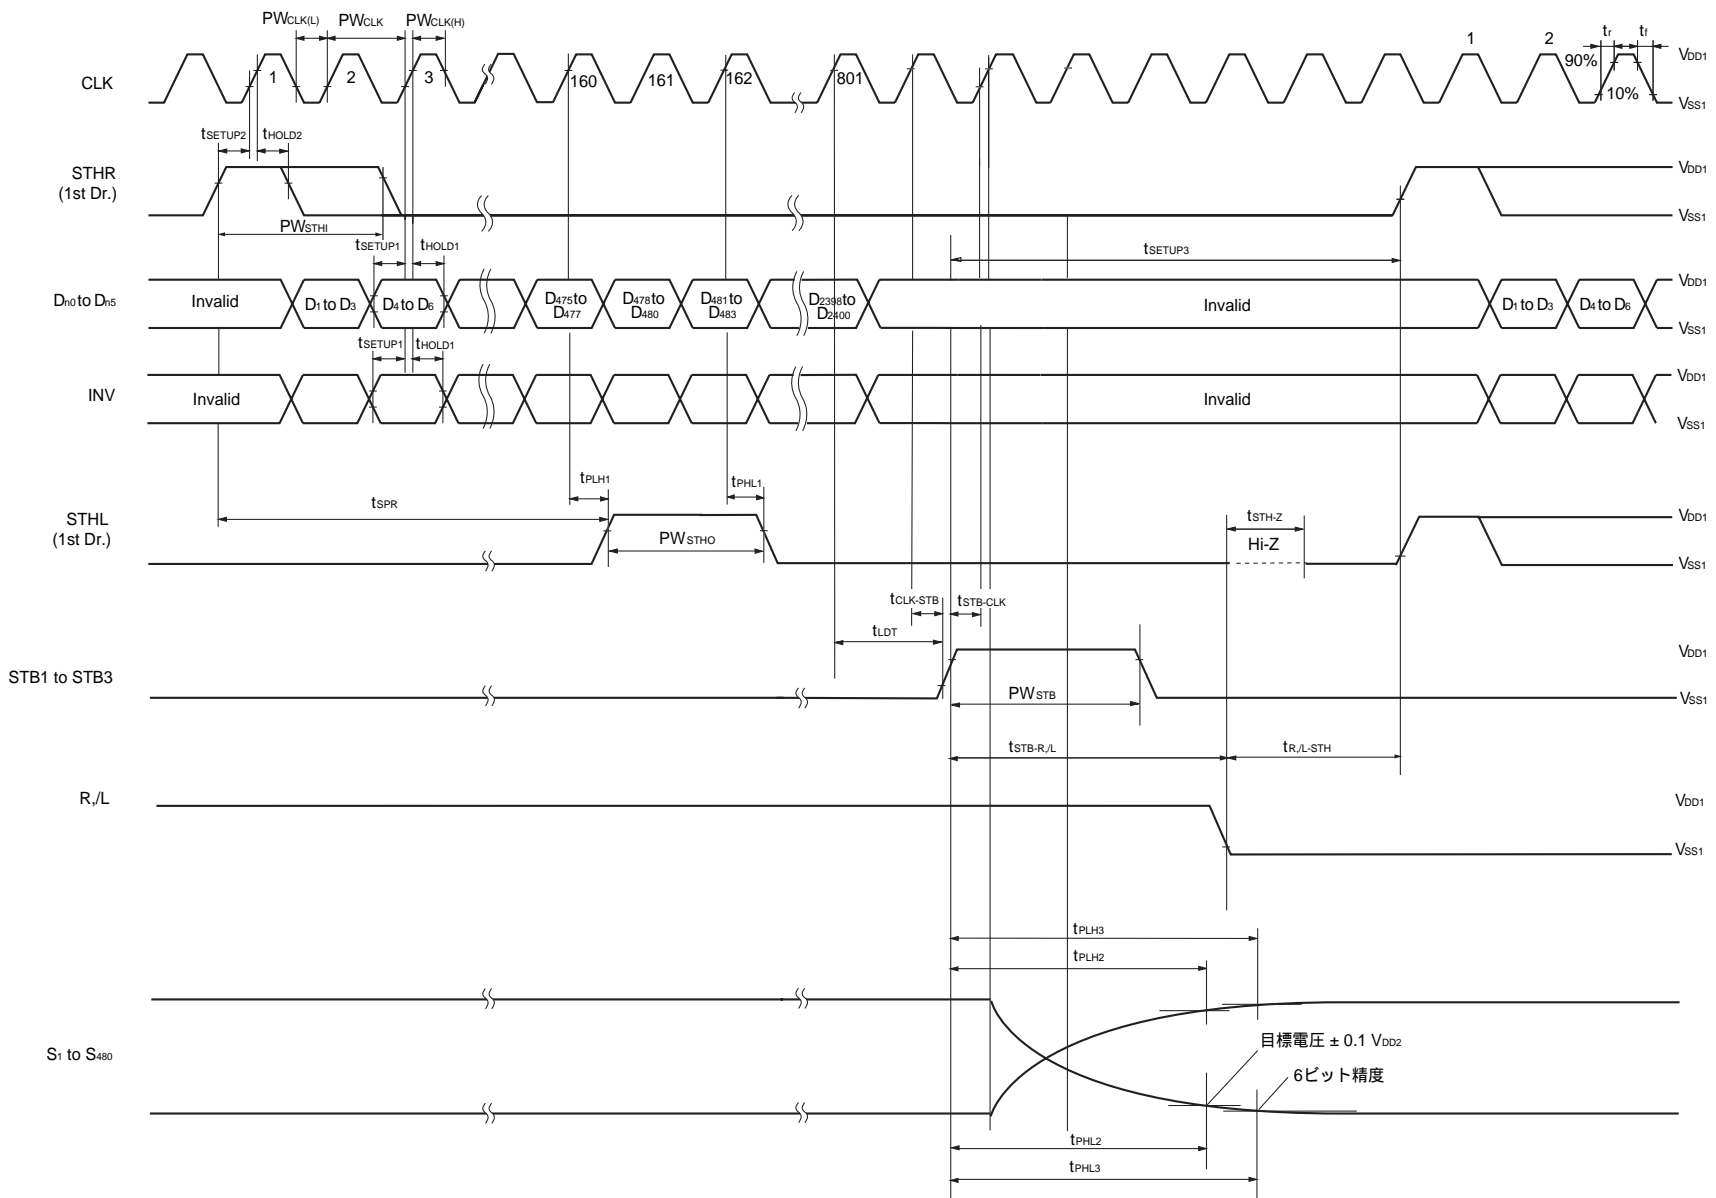 PWCLK(L) PWCLK PWCLK(H)
1 2 tr tf
CLK 1 2 3 160 161 162 801 90% 10% VDD1
VSS1
tSETUP2 tHOLD2
STHR
(1st Dr.)
VDD1
VSS1
PWSTHI
tSETUP1 tHOLD1 tSETUP3
Dn0 to Dn5 Invalid D1 to D3 D4 to D6 D475 to
D477 D478 to
D480 D481 to
D483 D2398 to
D2400 Invalid D1 to D3 D4 to D6 VDD1
VSS1
tSETUP1 tHOLD1
INV Invalid Invalid VDD1
VSS1
tPLH1 tPHL1
tSPR
STHL
(1st Dr.)
PWSTHO
tSTH-Z
Hi-Z
VDD1
VSS1
tCLK-STB tSTB-CLK
tLDT
STB1 to STB3
PWSTB
VDD1
VSS1
tSTB-R,/L tR,/L-STH
R,/L
VDD1
VSS1
tPLH3
tPLH2
S1 to S480
目標電圧 ± 0.1 VDD2
6ビット精度
tPHL2
tPHL3